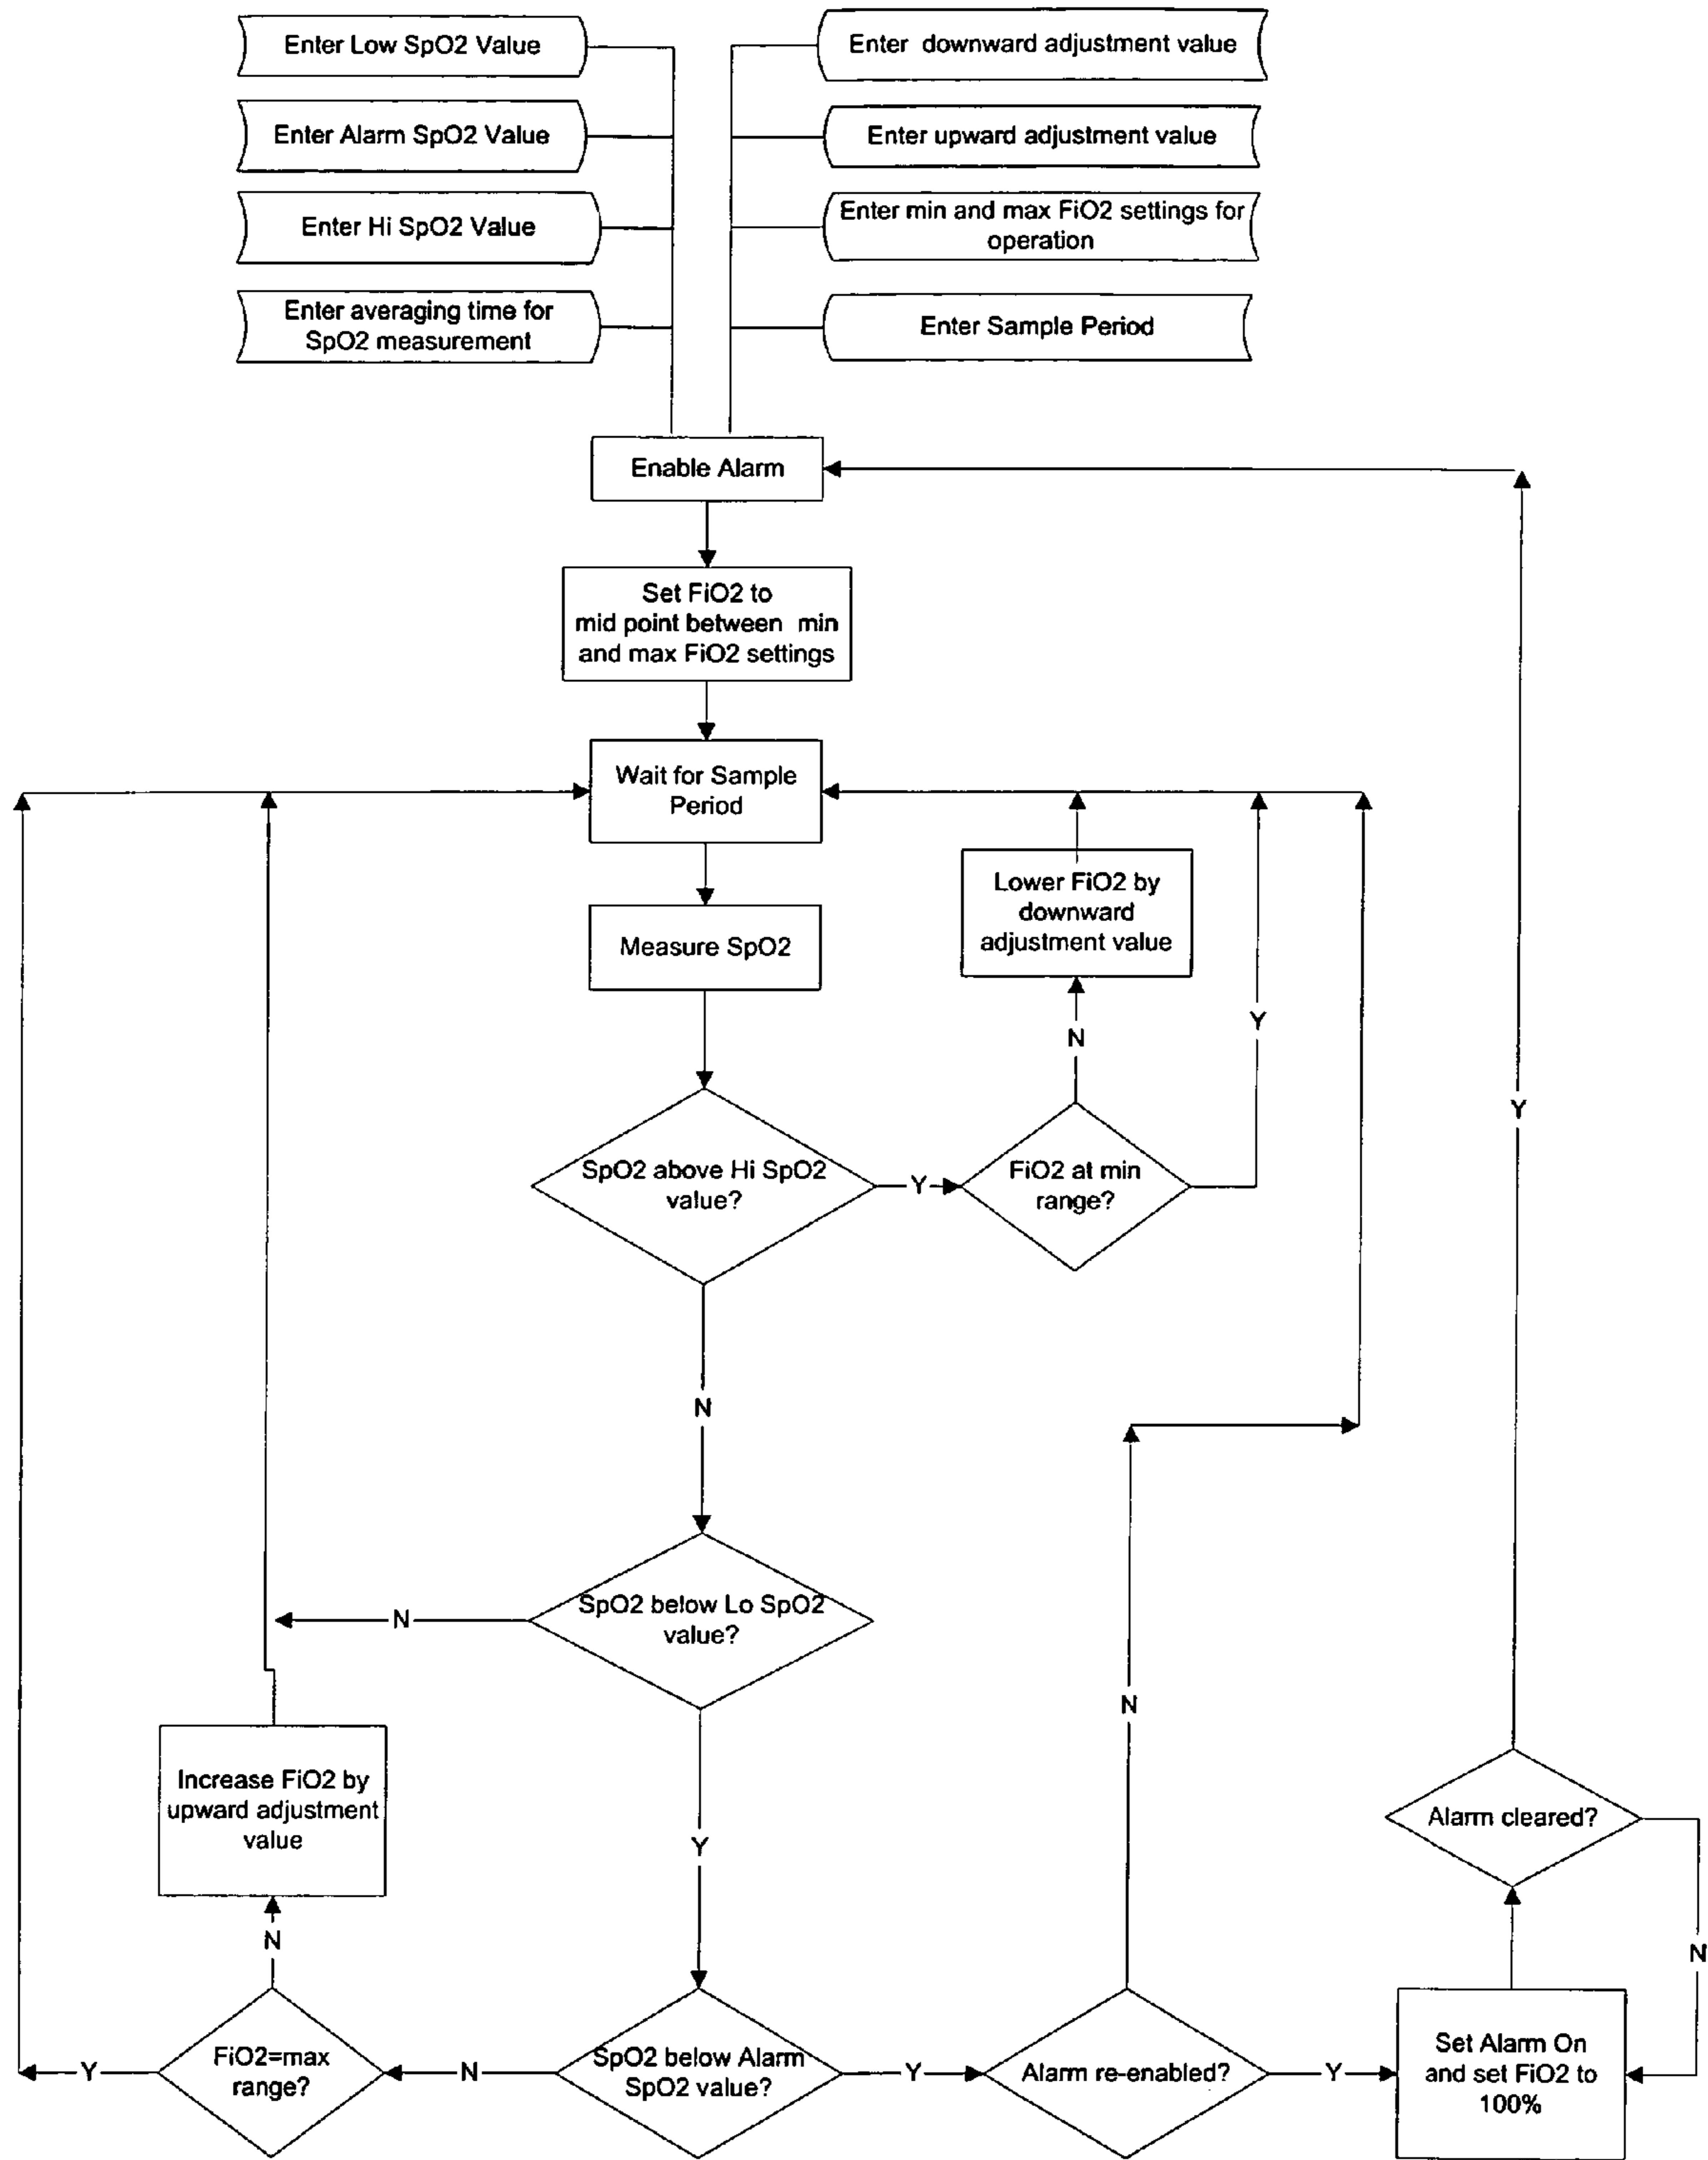 Enter Low SpO2 Value
Enter downward adjustment value
Enter Alarm SpO2 Value
Enter upward adjustment value
Enter Hi SpO2 Value
Enter min and max FiO2 settings for
operation
Enter averaging time for
SpO2 measurement
Enter Sample Period
Enable Alarm
Set FiO2 to
mid point between min
and max FiO2 settings
Wait for Sample
Period
Lower FiO2 by
downward
adjustment value
Measure SpO2
N
Y
Y
SpO2 above Hi SpO2
value?
Y
FiO2 at min
range?
N
SpO2 below Lo SpO2
value?
N
N
Increase FiO2 by
upward adjustment
value
Y
Alarm cleared?
N
N
FiO2=max
range?
Y
N
SpO2 below Alarm
SpO2 value?
Y
Alarm re-enabled?
Y
Set Alarm On
and set FiO2 to
100%